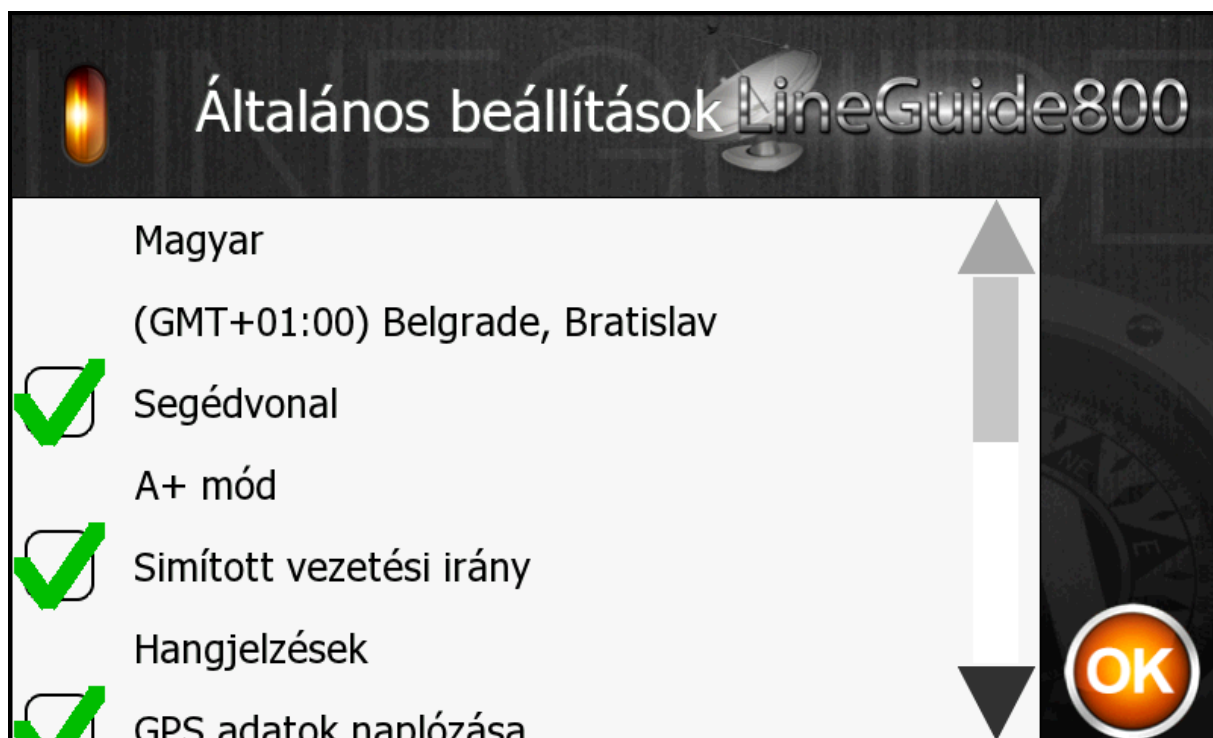 Általános beállítások LineGuide800
Magyar
(GMT+01:00) Belgrade, Bratislav
Segédvonal
A+ mód
Simított vezetési irány
Hangjelzések
GPS adatok naplózása
OK